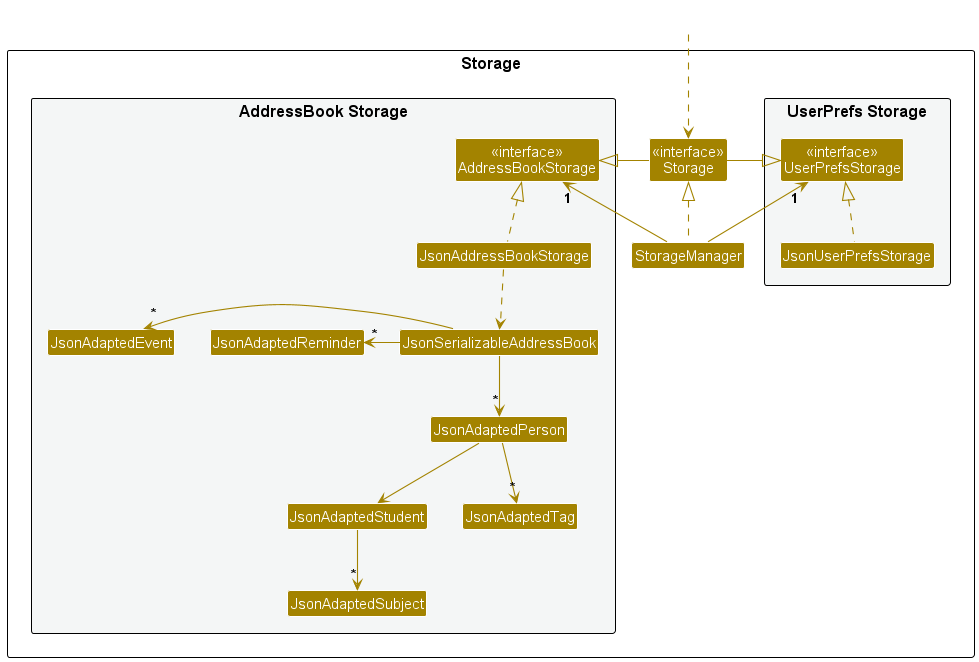 Storage
AddressBook Storage
UserPrefs Storage
«interface»
AddressBookStorage
«interface»
Storage
«interface»
UserPrefsStorage
1
1
JsonAddressBookStorage
StorageManager
JsonUserPrefsStorage
*
*
JsonAdaptedEvent
JsonAdaptedReminder
JsonSerializableAddressBook
*
JsonAdaptedPerson
*
JsonAdaptedStudent
JsonAdaptedTag
*
JsonAdaptedSubject